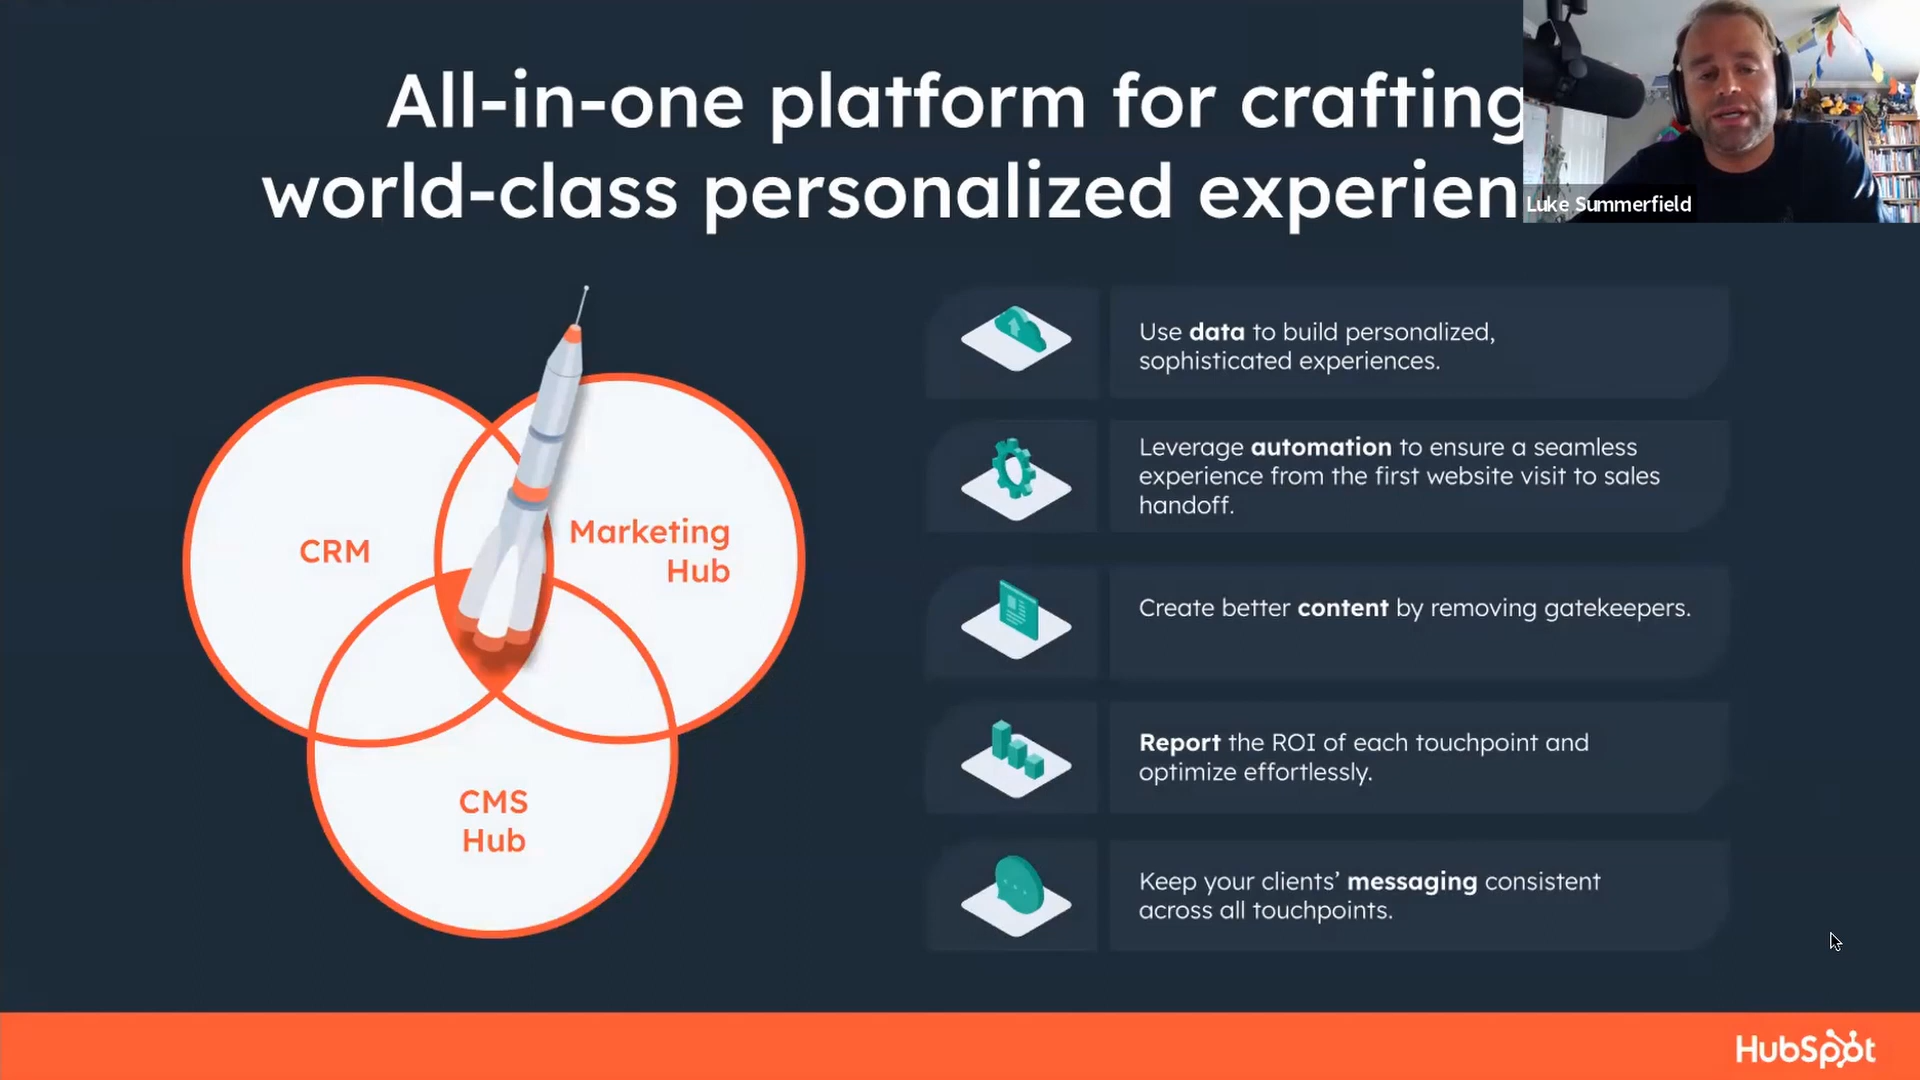 All-in-one platform for crafting
world-class personalized experien
Luke Summerfield
CRM
Marketing
Hub
CMS
Hub
Use data to build personalized,
sophisticated experiences.
Leverage automation to ensure a seamless
experience from the first website visit to sales
handoff.
Create better content by removing gatekeepers.
Report the ROI of each touchpoint and
optimize effortlessly.
Keep your clients’ messaging consistent
across all touchpoints.
HubSpot